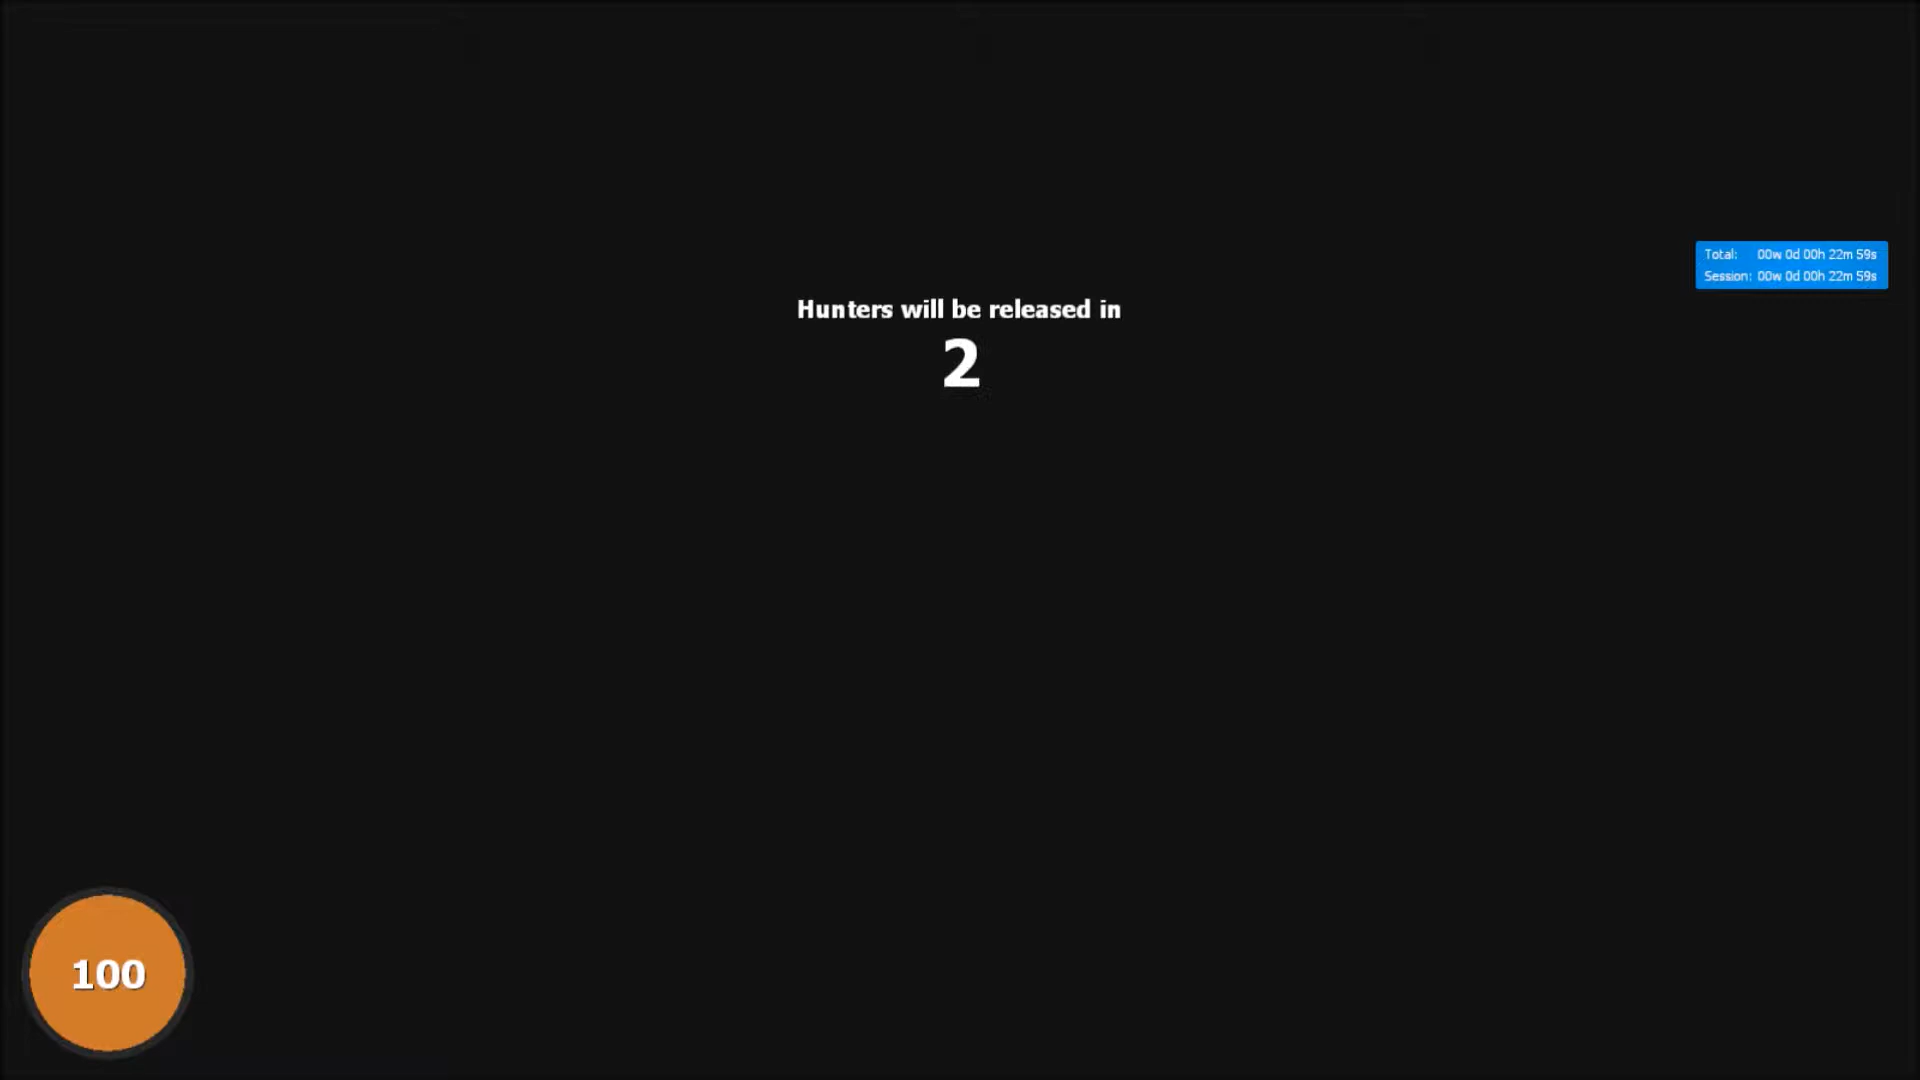 Total: 00w 0d 00h 22m 59s
Session: 00w 0d 00h 22m 59s
Hunters will be released in
2
100